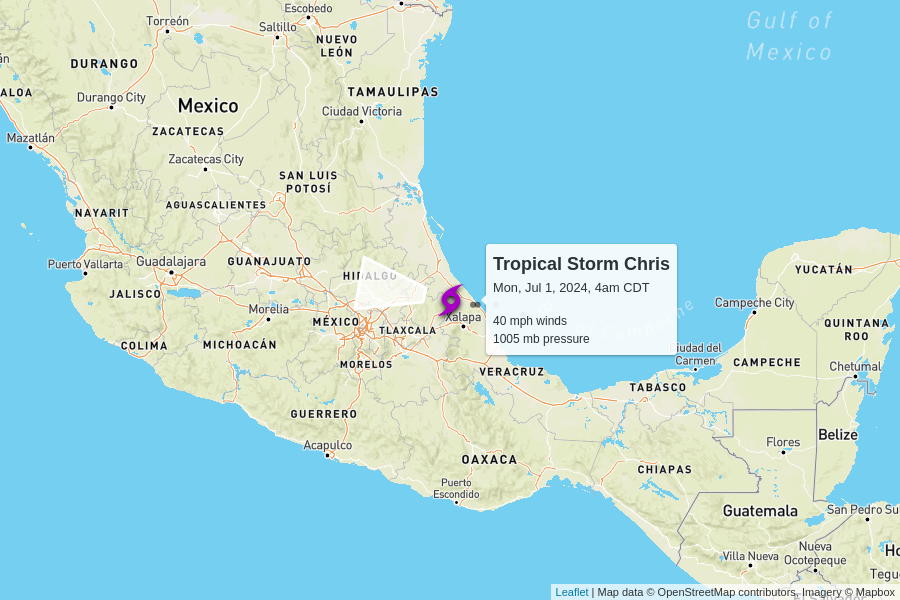 Escobedo
Torreón
Saltillo
NUEVO
LEÓN
Gulf of
Mexico
DURANGO
TAMAULIPAS
Durango City
Mexico
Ciudad Victoria
ZACATECAS
Mazatlán
Zacatecas City
SAN LUIS
POTOSÍ
AGUASCALIENTES
NAYARIT
Puerto Vallarta
Guadalajara
GUANAJUATO
HIDALGO
Tropical Storm Chris
Mon, Jul 1, 2024, 4am CDT
40 mph winds
1005 mb pressure
YUCATÁN
JALISCO
Morelia
MÉXICO
Xalapa
TLAXCALA
Campeche
Campeche City
QUINTANA
ROO
COLIMA
MICHOACÁN
MORELOS
VERACRUZ
Ciudad del
Carmen
CAMPECHE
Chetumal
TABASCO
GUERRERO
Acapulco
OAXACA
Flores
Belize
CHIAPAS
Puerto
Escondido
Guatemala
San Pedro Su
Villa Nueva
Nueva
Ocotepeque
Ho
Tegu
Leaflet | Map data © OpenStreetMap contributors, Imagery © Mapbox